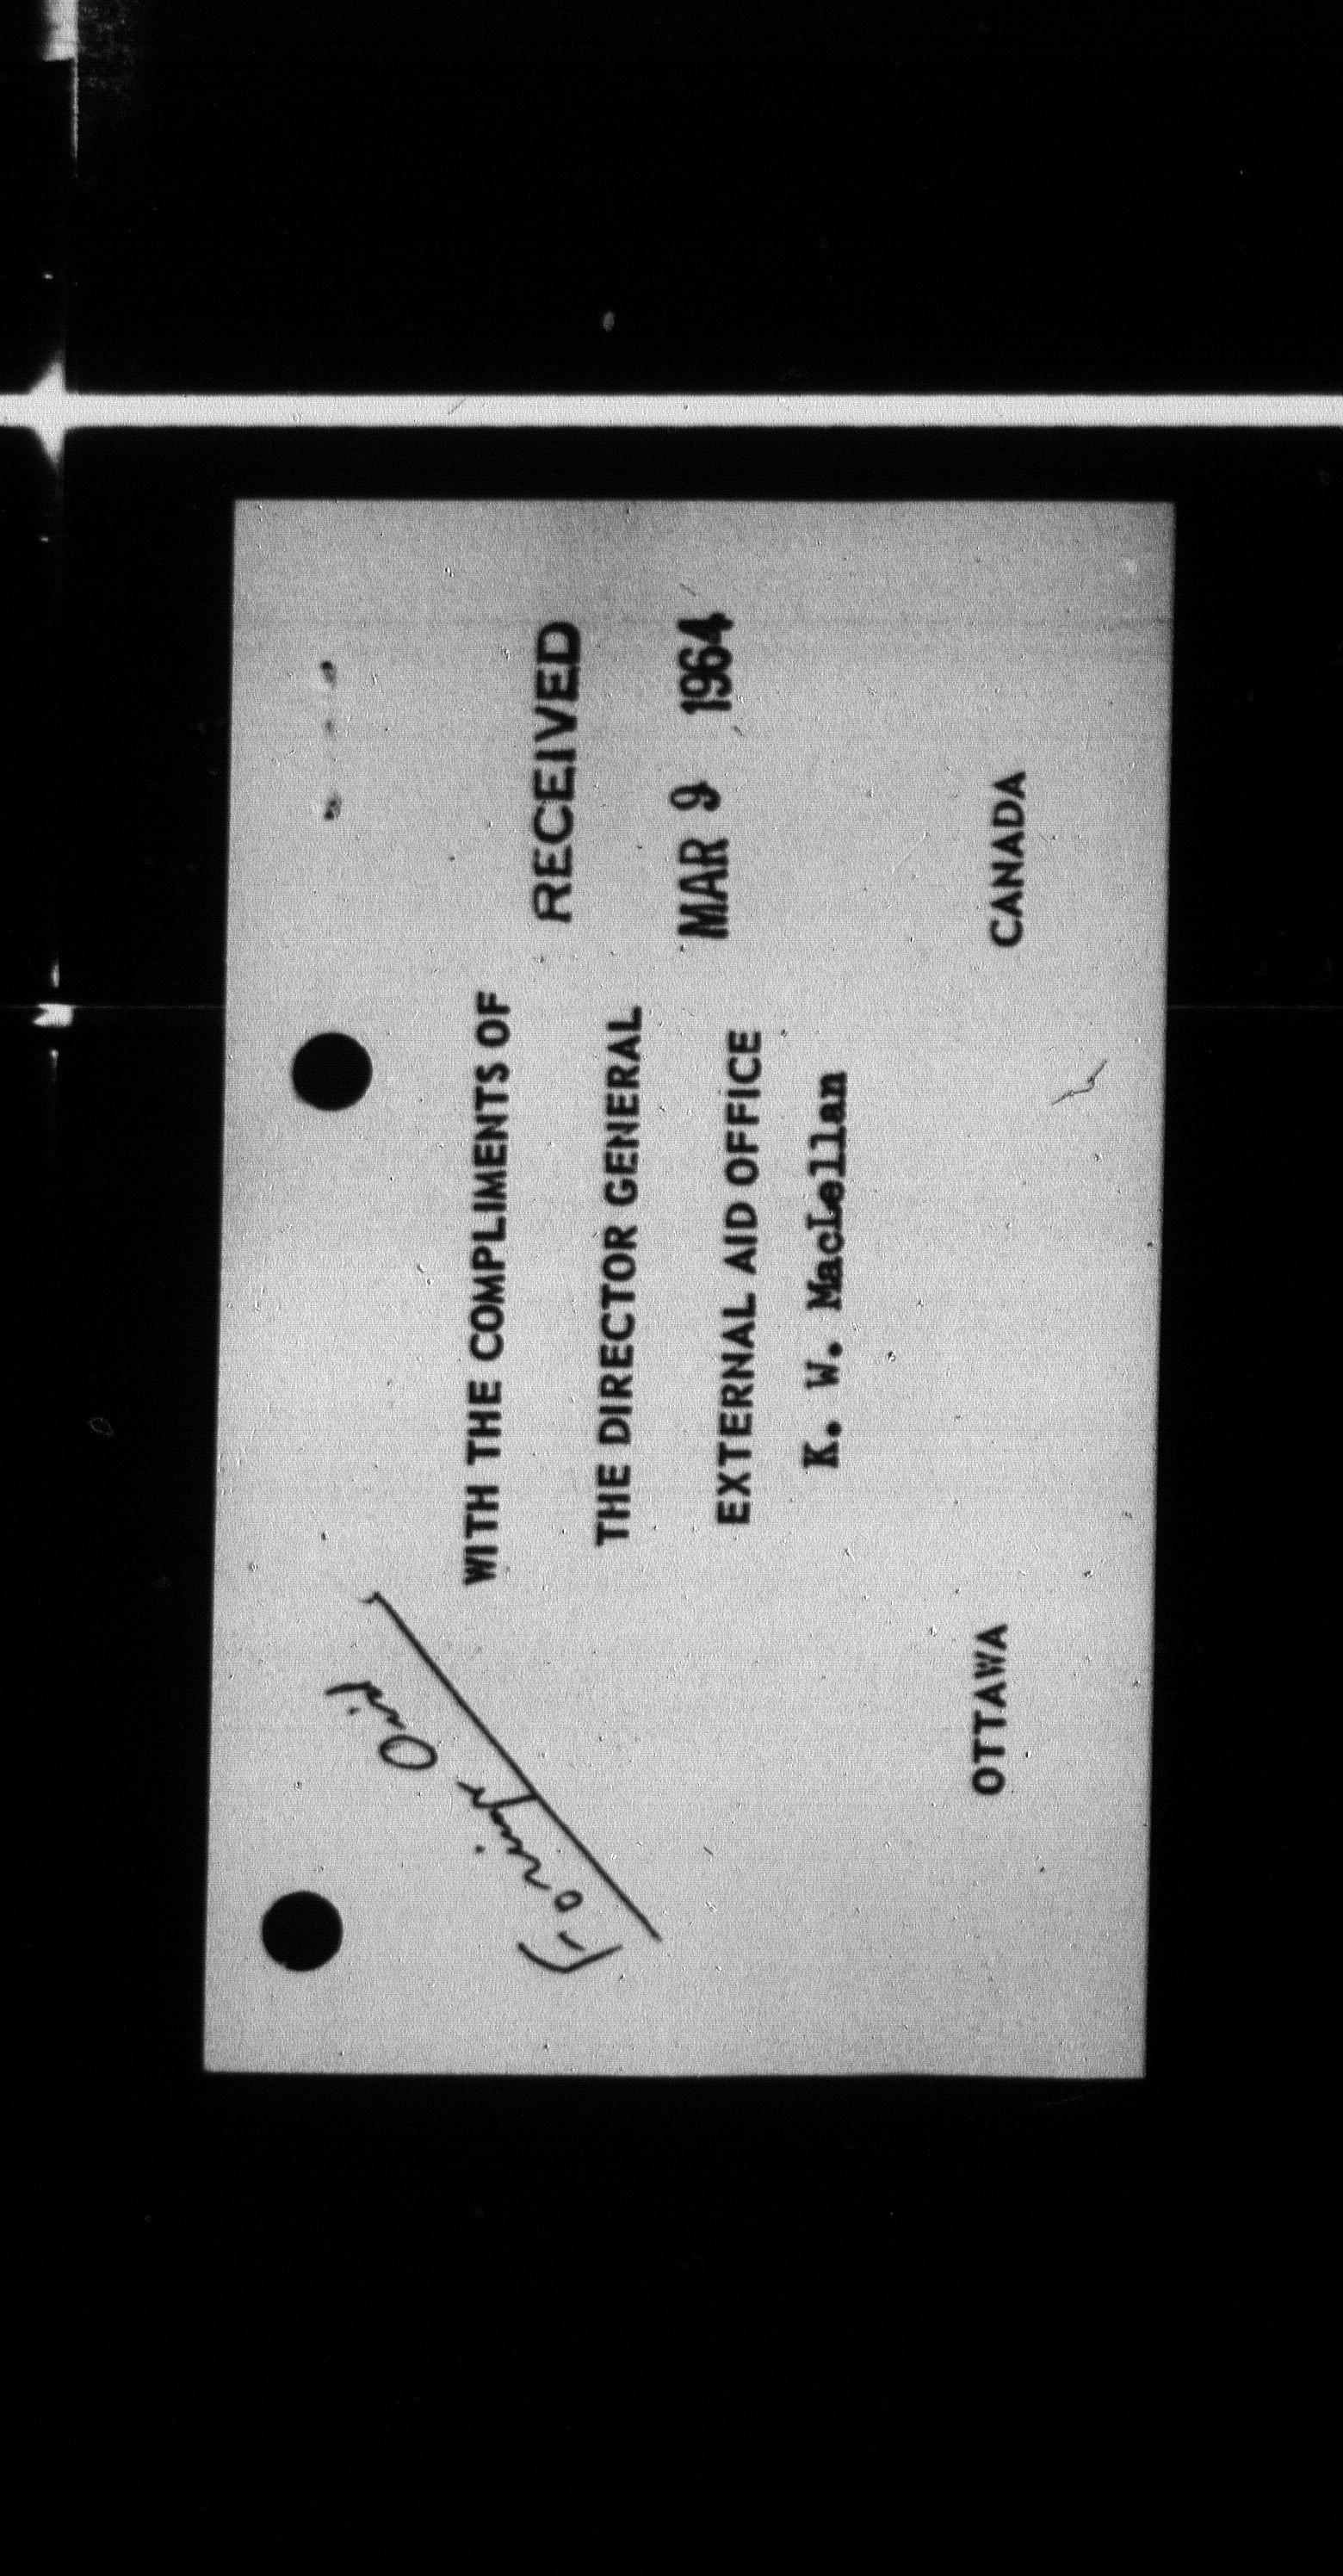 WITH THE COMPLIMENTS OF
RECEIVED
THE DIRECTOR GENERAL
MAR 9 1964
EXTERNAL AID OFFICE
K. W. MacLellan
OTTAWA CANADA